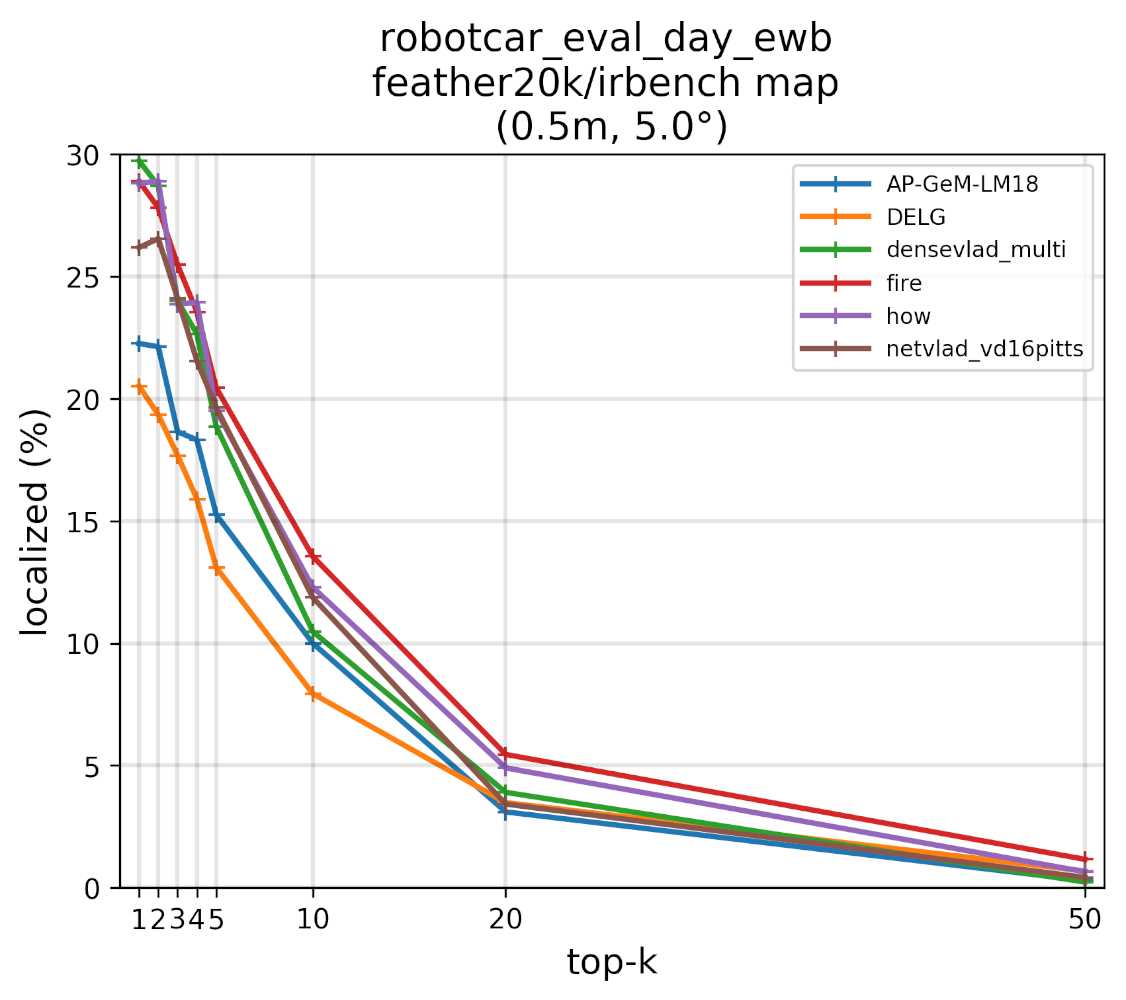 robotcar_eval_day_ewb
feather20k/irbench map
(0.5m, 5.0°)
30
25
20
15
10
5
0
localized (%)
AP-GeM-LM18
DELG
densevlad_multi
fire
how
netvlad_vd16pitts
1 2 3 4 5 10 20 50
top-k